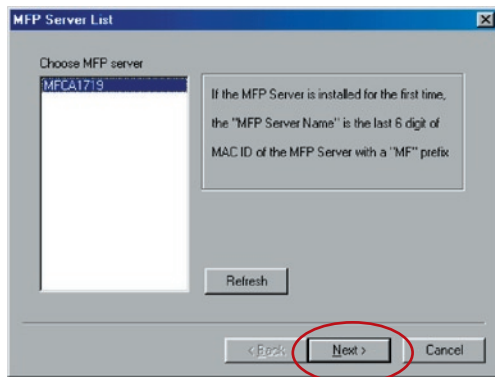 MFP Server List
Choose MFP server
MFCA1719
If the MFP Server is installed for the first time,
the "MFP Server Name" is the last 6 digit of
MAC ID of the MFP Server with a "MF" prefix
Refresh
< Back
Next >
Cancel